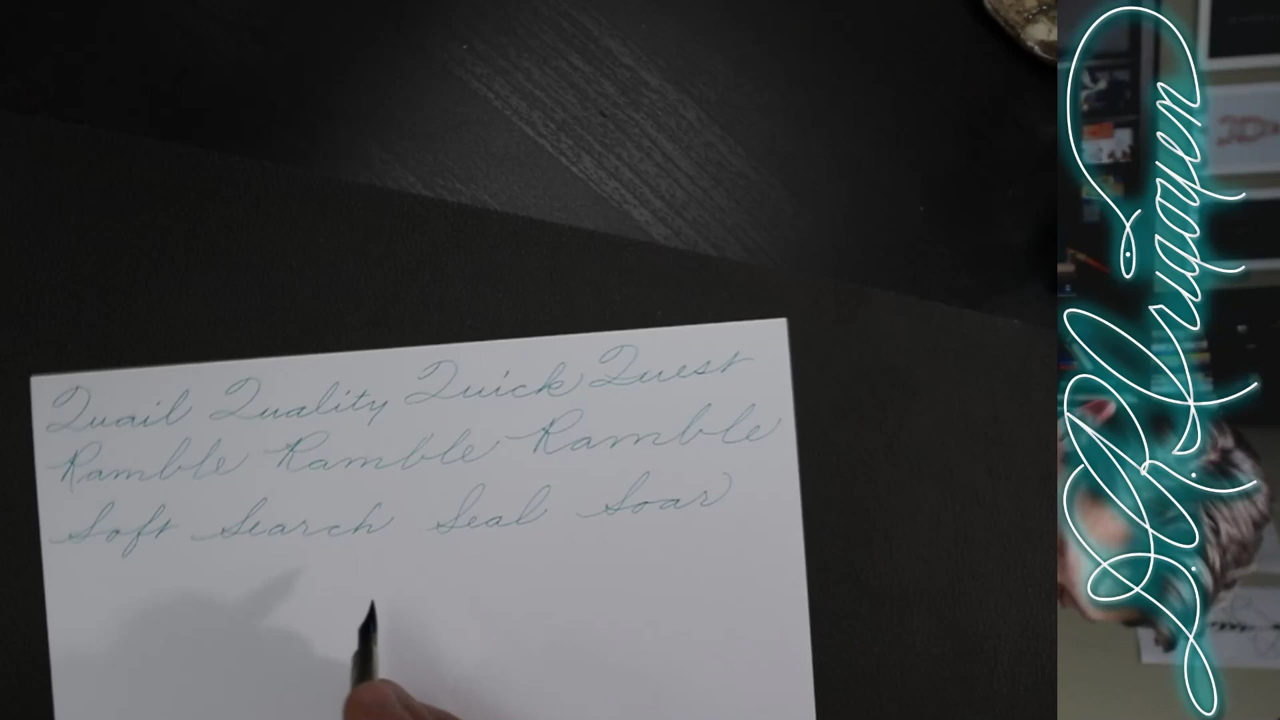 Quail Quality Quick Quest
Ramble Ramble Ramble
Soft Search Seal Soar